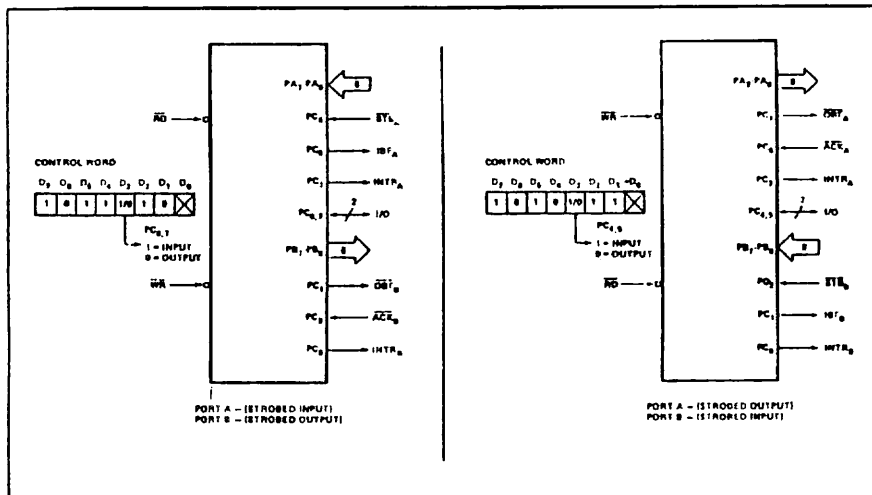 PA7-PA0
8
RD
PC4
STBA
PC5
IBFA
CONTROL WORD
D7 D6 D5 D4 D3 D2 D1 D0
1 0 1 1 I/O 1 0
PC3
INTRA
PC6,7
2
I/O
PC6,7
1 = INPUT
0 = OUTPUT
PB7-PB0
8
WR
PC1
OBFB
PC2
ACKB
PC0
INTRB
PORT A – (STROBED INPUT)
PORT B – (STROBED OUTPUT)
PA7-PA0
8
WR
PC7
OBFA
PC6
ACKA
CONTROL WORD
D7 D6 D5 D4 D3 D2 D1 D0
1 0 1 0 I/O 1 1
PC3
INTRA
PC4,5
2
I/O
PC4,5
1 = INPUT
0 = OUTPUT
PB7-PB0
8
RD
PC2
STBB
PC1
IBFB
PC0
INTRB
PORT A – (STROBED OUTPUT)
PORT B – (STROBED INPUT)